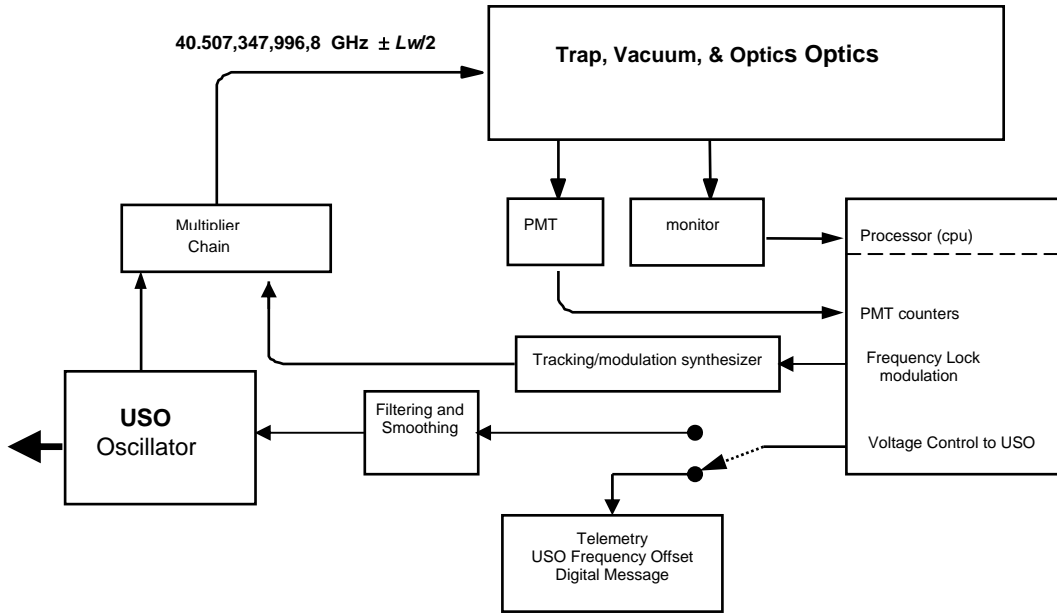 40.507,347,996,8 GHz ± Lw/2
Trap, Vacuum, & Optics Optics
Multiplier
Chain
PMT
monitor
Processor (cpu)
PMT counters
Tracking/modulation synthesizer
Frequency Lock
modulation
USO
Oscillator
Filtering and
Smoothing
Voltage Control to USO
Telemetry
USO Frequency Offset
Digital Message